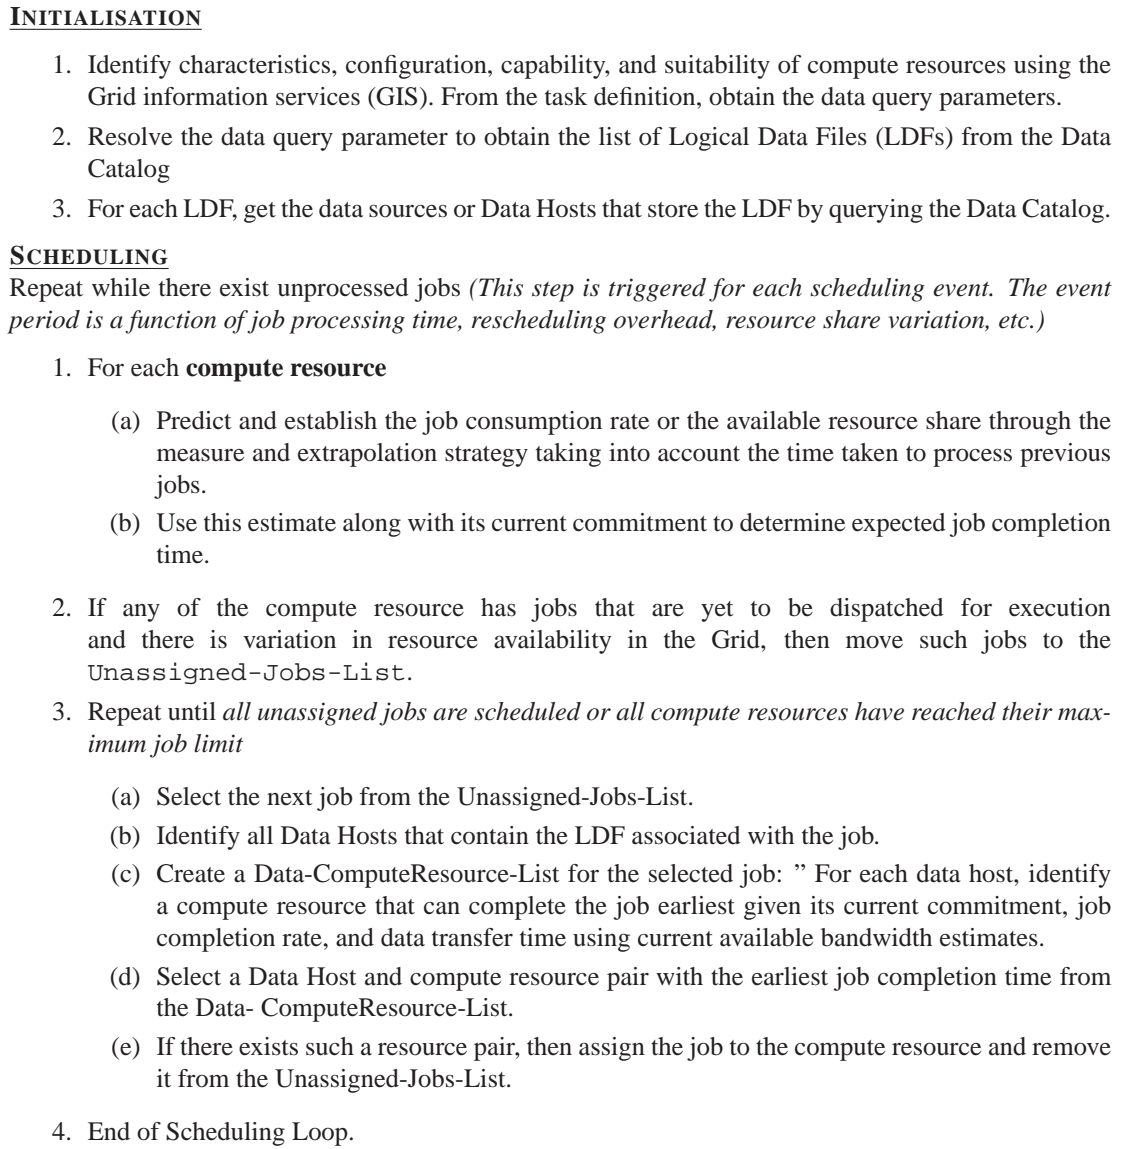 INITIALISATION
1. Identify characteristics, configuration, capability, and suitability of compute resources using the
Grid information services (GIS). From the task definition, obtain the data query parameters.
2. Resolve the data query parameter to obtain the list of Logical Data Files (LDFs) from the Data
Catalog
3. For each LDF, get the data sources or Data Hosts that store the LDF by querying the Data Catalog.
SCHEDULING
Repeat while there exist unprocessed jobs (This step is triggered for each scheduling event. The event
period is a function of job processing time, rescheduling overhead, resource share variation, etc.)
1. For each compute resource
(a) Predict and establish the job consumption rate or the available resource share through the
measure and extrapolation strategy taking into account the time taken to process previous
jobs.
(b) Use this estimate along with its current commitment to determine expected job completion
time.
2. If any of the compute resource has jobs that are yet to be dispatched for execution
and there is variation in resource availability in the Grid, then move such jobs to the
Unassigned-Jobs-List.
3. Repeat until all unassigned jobs are scheduled or all compute resources have reached their max-
imum job limit
(a) Select the next job from the Unassigned-Jobs-List.
(b) Identify all Data Hosts that contain the LDF associated with the job.
(c) Create a Data-ComputeResource-List for the selected job: ” For each data host, identify
a compute resource that can complete the job earliest given its current commitment, job
completion rate, and data transfer time using current available bandwidth estimates.
(d) Select a Data Host and compute resource pair with the earliest job completion time from
the Data- ComputeResource-List.
(e) If there exists such a resource pair, then assign the job to the compute resource and remove
it from the Unassigned-Jobs-List.
4. End of Scheduling Loop.